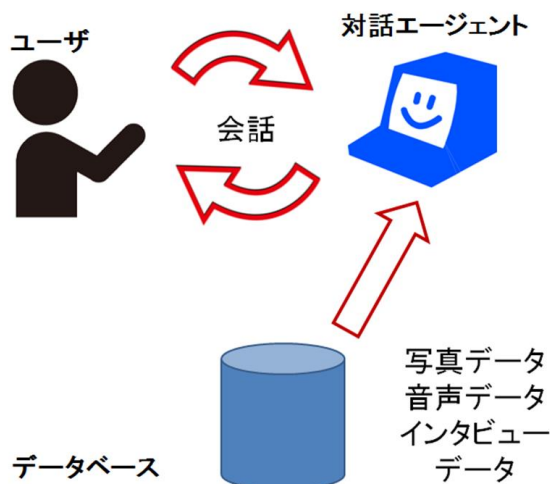 ユーザ
対話エージェント
会話
写真データ
音声データ
インタビュー
データ
データベース